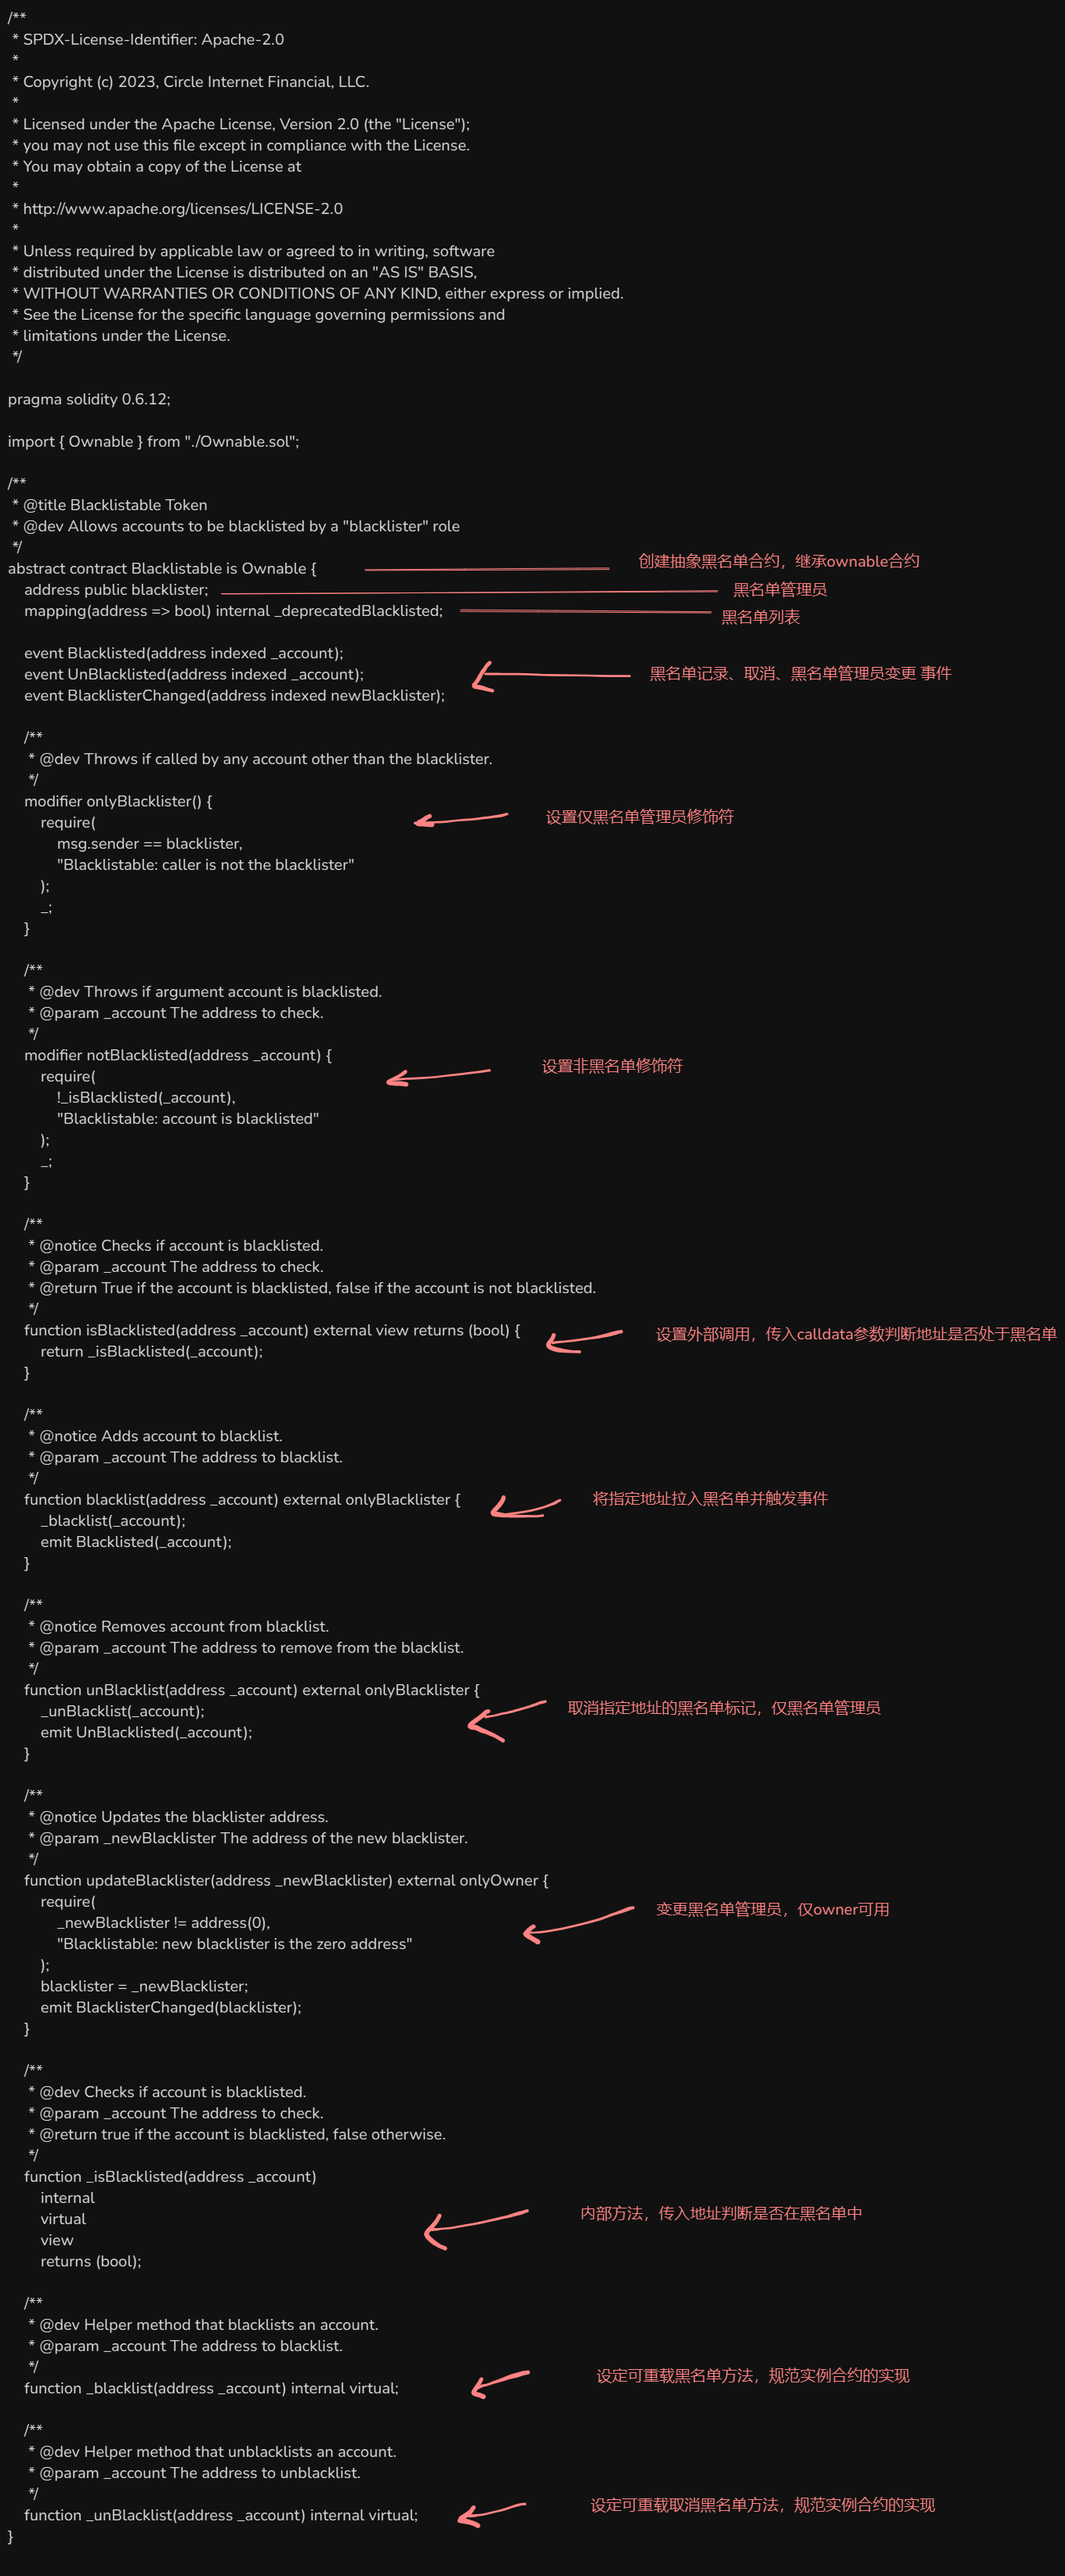 /**
 * SPDX-License-Identifier: Apache-2.0
 *
 * Copyright (c) 2023, Circle Internet Financial, LLC.
 *
 * Licensed under the Apache License, Version 2.0 (the "License");
 * you may not use this file except in compliance with the License.
 * You may obtain a copy of the License at
 *
 * http://www.apache.org/licenses/LICENSE-2.0
 *
 * Unless required by applicable law or agreed to in writing, software
 * distributed under the License is distributed on an "AS IS" BASIS,
 * WITHOUT WARRANTIES OR CONDITIONS OF ANY KIND, either express or implied.
 * See the License for the specific language governing permissions and
 * limitations under the License.
 */

pragma solidity 0.6.12;

import { Ownable } from "./Ownable.sol";

/**
 * @title Blacklistable Token
 * @dev Allows accounts to be blacklisted by a "blacklister" role
 */
abstract contract Blacklistable is Ownable {
创建抽象黑名单合约，继承ownable合约
    address public blacklister;
黑名单管理员
    mapping(address => bool) internal _deprecatedBlacklisted;
黑名单列表

    event Blacklisted(address indexed _account);
    event UnBlacklisted(address indexed _account);
黑名单记录、取消、黑名单管理员变更 事件
    event BlacklisterChanged(address indexed newBlacklister);

    /**
     * @dev Throws if called by any account other than the blacklister.
     */
    modifier onlyBlacklister() {
        require(
设置仅黑名单管理员修饰符
            msg.sender == blacklister,
            "Blacklistable: caller is not the blacklister"
        );
        _;
    }

    /**
     * @dev Throws if argument account is blacklisted.
     * @param _account The address to check.
     */
    modifier notBlacklisted(address _account) {
设置非黑名单修饰符
        require(
            !_isBlacklisted(_account),
            "Blacklistable: account is blacklisted"
        );
        _;
    }

    /**
     * @notice Checks if account is blacklisted.
     * @param _account The address to check.
     * @return True if the account is blacklisted, false if the account is not blacklisted.
     */
    function isBlacklisted(address _account) external view returns (bool) {
设置外部调用，传入calldata参数判断地址是否处于黑名单
        return _isBlacklisted(_account);
    }

    /**
     * @notice Adds account to blacklist.
     * @param _account The address to blacklist.
     */
    function blacklist(address _account) external onlyBlacklister {
将指定地址拉入黑名单并触发事件
        _blacklist(_account);
        emit Blacklisted(_account);
    }

    /**
     * @notice Removes account from blacklist.
     * @param _account The address to remove from the blacklist.
     */
    function unBlacklist(address _account) external onlyBlacklister {
        _unBlacklist(_account);
取消指定地址的黑名单标记，仅黑名单管理员
        emit UnBlacklisted(_account);
    }

    /**
     * @notice Updates the blacklister address.
     * @param _newBlacklister The address of the new blacklister.
     */
    function updateBlacklister(address _newBlacklister) external onlyOwner {
        require(
变更黑名单管理员，仅owner可用
            _newBlacklister != address(0),
            "Blacklistable: new blacklister is the zero address"
        );
        blacklister = _newBlacklister;
        emit BlacklisterChanged(blacklister);
    }

    /**
     * @dev Checks if account is blacklisted.
     * @param _account The address to check.
     * @return true if the account is blacklisted, false otherwise.
     */
    function _isBlacklisted(address _account)
        internal
        virtual
内部方法，传入地址判断是否在黑名单中
        view
        returns (bool);

    /**
     * @dev Helper method that blacklists an account.
     * @param _account The address to blacklist.
     */
设定可重载黑名单方法，规范实例合约的实现
    function _blacklist(address _account) internal virtual;

    /**
     * @dev Helper method that unblacklists an account.
     * @param _account The address to unblacklist.
     */
设定可重载取消黑名单方法，规范实例合约的实现
    function _unBlacklist(address _account) internal virtual;
}